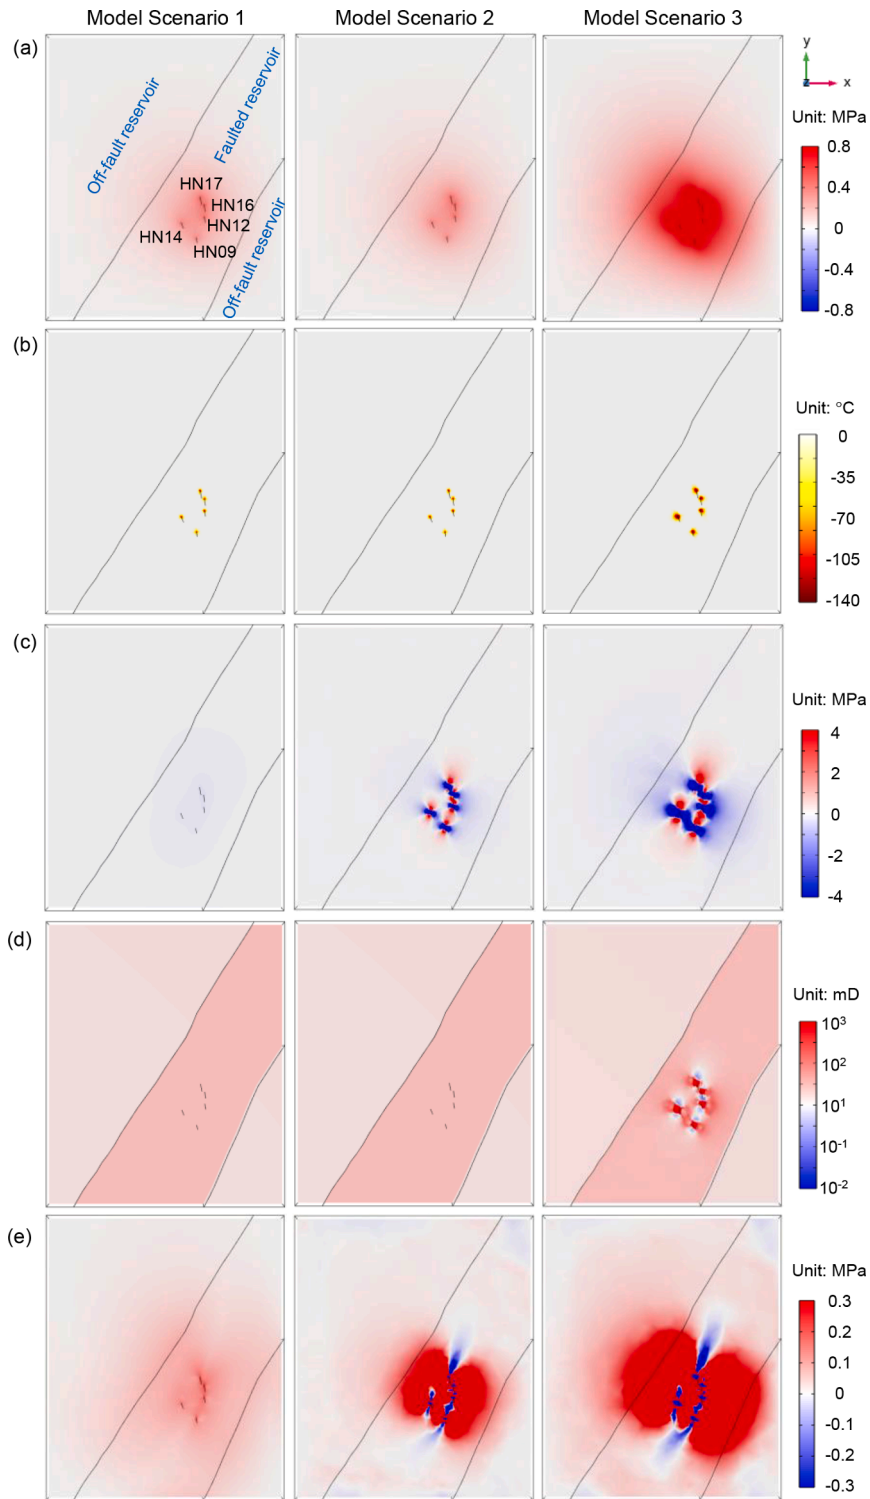 Model Scenario 1
Model Scenario 2
Model Scenario 3
(a)
Off-fault reservoir
Faulted reservoir
Off-fault reservoir
HN17
HN16
HN12
HN14
HN09
y
z
x
Unit: MPa
0.8
0.4
0
-0.4
-0.8
(b)
Unit: °C
0
-35
-70
-105
-140
(c)
Unit: MPa
4
2
0
-2
-4
(d)
Unit: mD
10³
10²
10¹
10⁻¹
10⁻²
(e)
Unit: MPa
0.3
0.2
0.1
0
-0.1
-0.2
-0.3